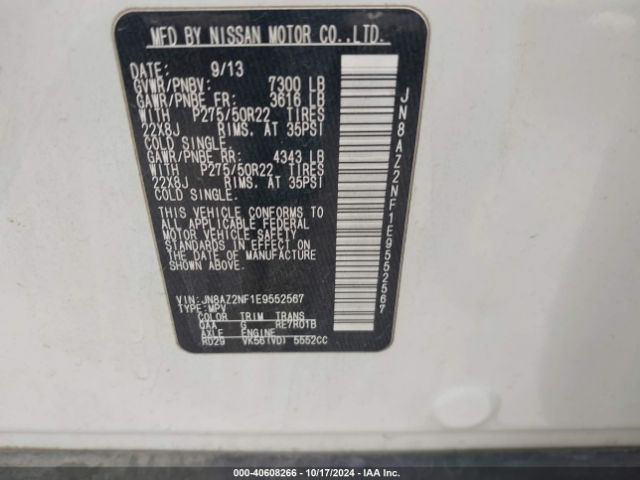 MFD BY NISSAN MOTOR CO.,LTD.
DATE: 9/13
GVWR/PNBV: 7300 LB
GAWR/PNBE FR: 3616 LB
WITH P275/50R22 TIRES
22X8J RIMS. AT 35PSI
COLD SINGLE.
GAWR/PNBE RR: 4343 LB
WITH P275/50R22 TIRES
22X8J RIMS. AT 35PSI
COLD SINGLE.
THIS VEHICLE CONFORMS TO
ALL APPLICABLE FEDERAL
MOTOR VEHICLE SAFETY
STANDARDS IN EFFECT ON
THE DATE OF MANUFACTURE
SHOWN ABOVE.
VIN:JN8AZ2NF1E9552567
TYPE:MPV
COLOR TRIM TRANS
QAA G RE7R01B
AXLE ENGINE
RD29 VK56(VD) 5552CC
JN8AZ2NF1E9552567
000-40608266 - 10/17/2024 - IAA Inc.